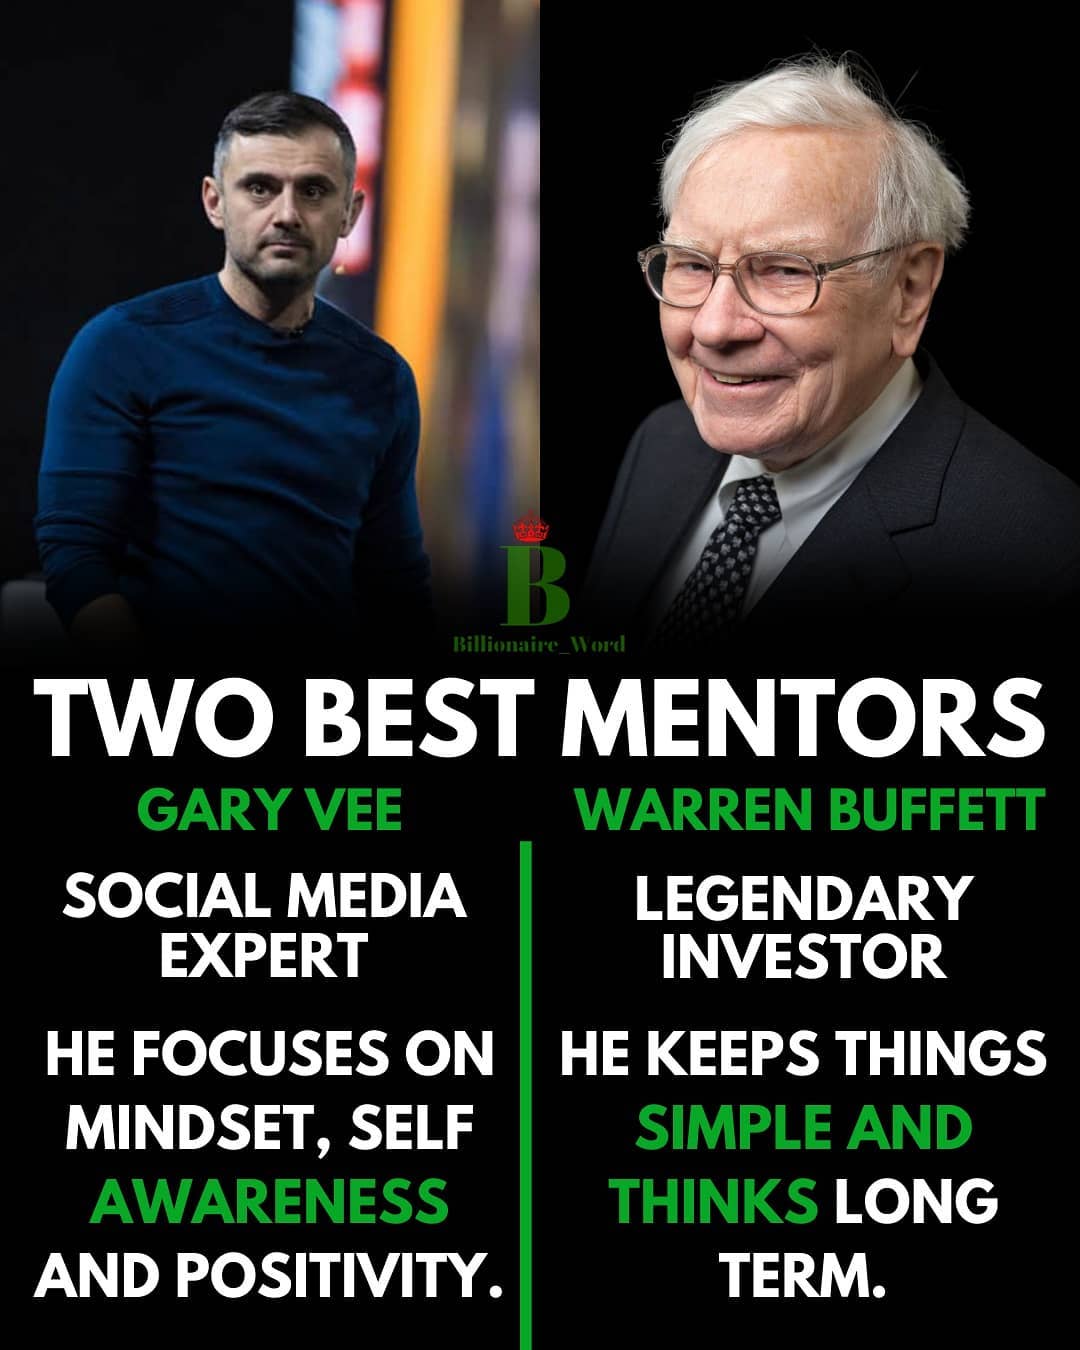 B
Billionaire_Word
TWO BEST MENTORS
GARY VEE
SOCIAL MEDIA
EXPERT
HE FOCUSES ON
MINDSET, SELF
AWARENESS
AND POSITIVITY.
WARREN BUFFETT
LEGENDARY
INVESTOR
HE KEEPS THINGS
SIMPLE AND
THINKS LONG
TERM.